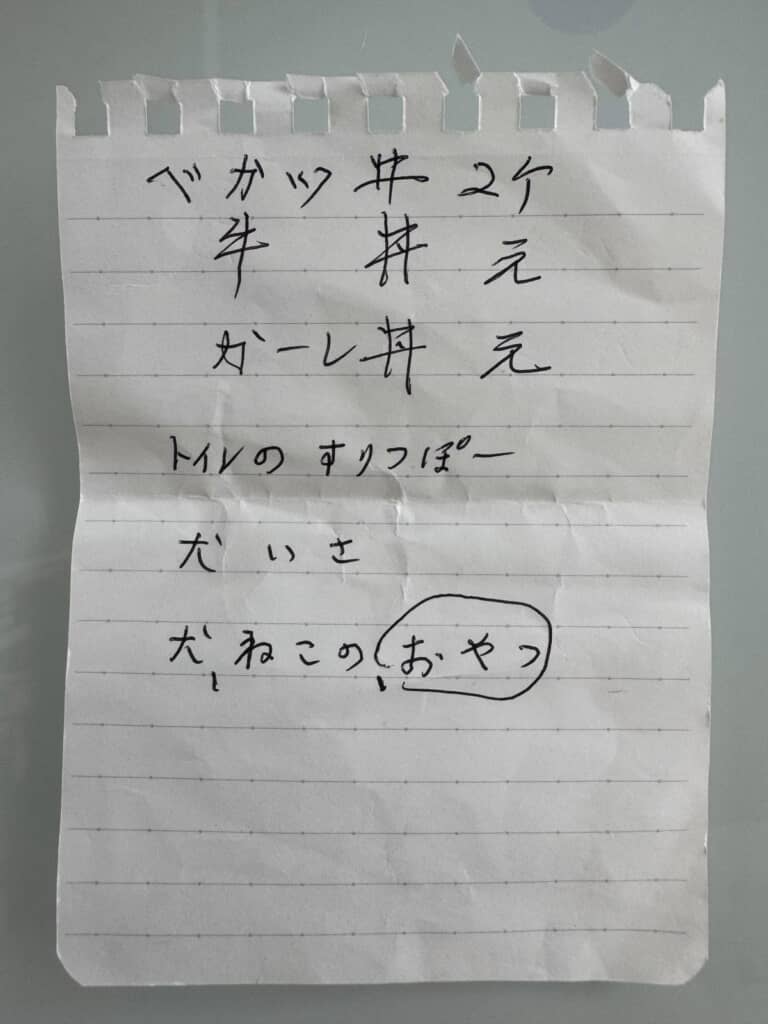 ベカツ丼 2ケ
牛丼 元
カーレ丼 元
トイレの すりつぽー
犬いさ
犬、ねこの、おやつ